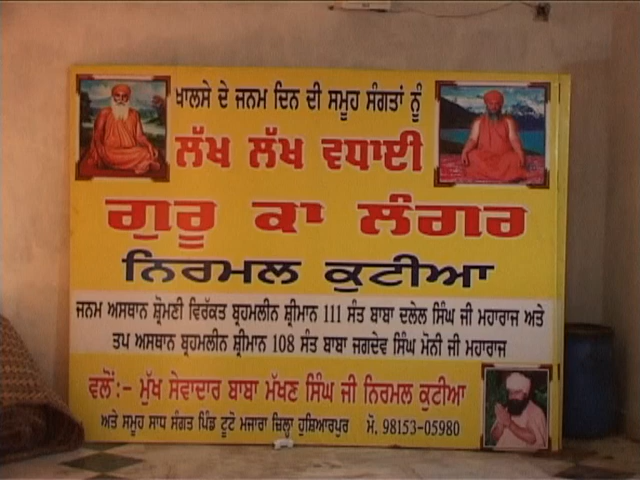 ਖਾਲਸੇ ਦੇ ਜਨਮ ਦਿਨ ਦੀ ਸਮੂਹ ਸੰਗਤਾਂ ਨੂੰ
ਲੱਖ ਲੱਖ ਵਧਾਈ
ਗੁਰੂ ਕਾ ਲੰਗਰ
ਨਿਰਮਲ ਕੁਟੀਆ
ਜਨਮ ਅਸਥਾਨ ਸ਼੍ਰੋਮਣੀ ਵਿਰੱਕਤ ਬ੍ਰਹਮਲੀਨ ਸ਼੍ਰੀਮਾਨ 111 ਸੰਤ ਬਾਬਾ ਦਲੇਲ ਸਿੰਘ ਜੀ ਮਹਾਰਾਜ ਅਤੇ
ਤਪ ਅਸਥਾਨ ਬ੍ਰਹਮਲੀਨ ਸ਼੍ਰੀਮਾਨ 108 ਸੰਤ ਬਾਬਾ ਜਗਦੇਵ ਸਿੰਘ ਮੋਨੀ ਜੀ ਮਹਾਰਾਜ
ਵਲੋਂ:- ਮੁੱਖ ਸੇਵਾਦਾਰ ਬਾਬਾ ਮੱਖਣ ਸਿੰਘ ਜੀ ਨਿਰਮਲ ਕੁਟੀਆ
ਅਤੇ ਸਮੂਹ ਸਾਧ ਸੰਗਤ ਪਿੰਡ ਟੂਟੋ ਮਜਾਰਾ ਜ਼ਿਲ੍ਹਾ ਹੁਸ਼ਿਆਰਪੁਰ ਮੋ. 98153-05980